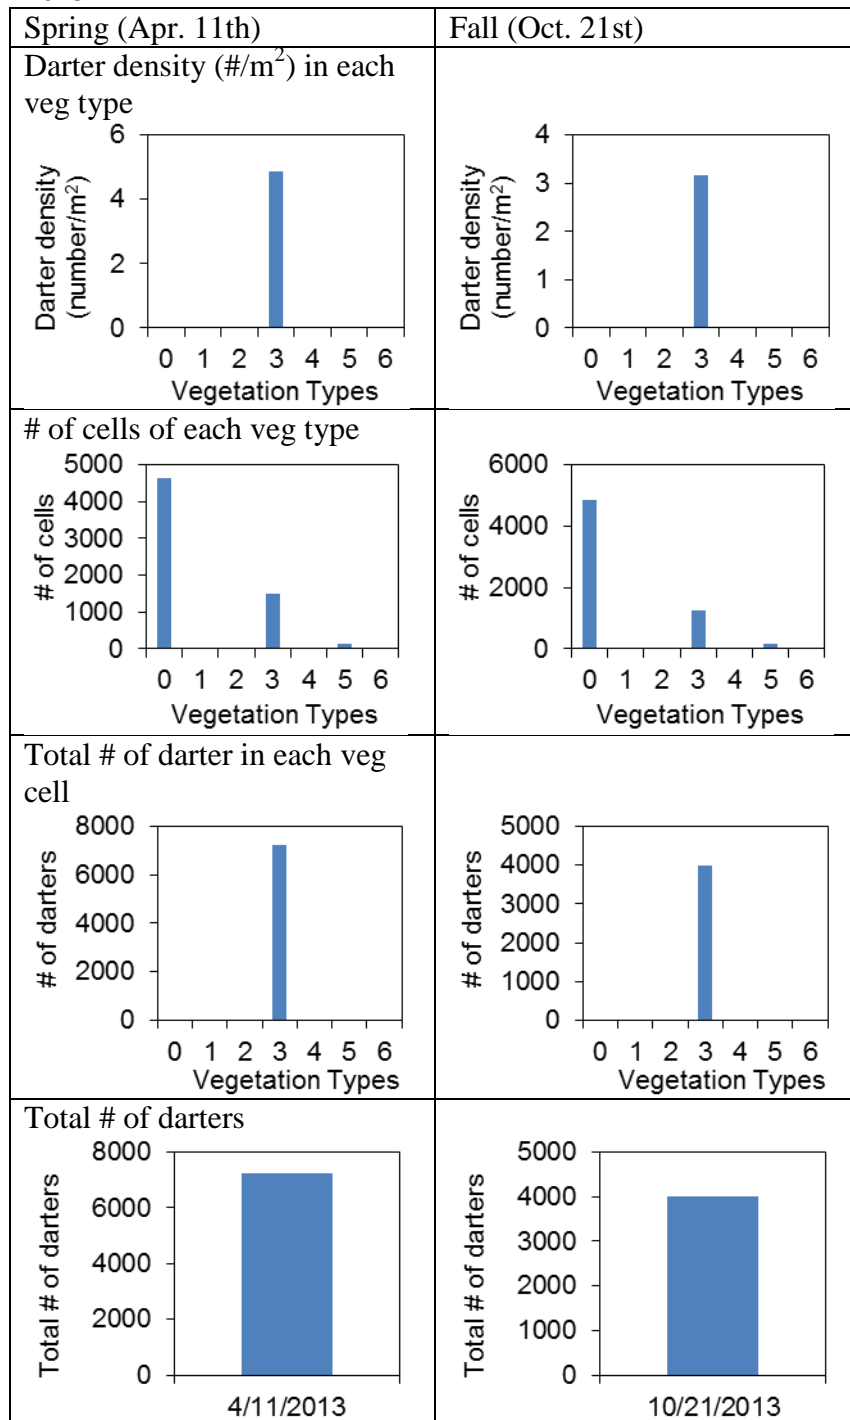 Spring (Apr. 11th)
Fall (Oct. 21st)
Darter density (#/m²) in each
veg type
6
4
2
0
Darter density
(number/m²)
0 1 2 3 4 5 6
Vegetation Types
4
3
2
1
0
Darter density
(number/m²)
0 1 2 3 4 5 6
Vegetation Types
# of cells of each veg type
5000
4000
3000
2000
1000
0
# of cells
0 1 2 3 4 5 6
Vegetation Types
6000
4000
2000
0
# of cells
0 1 2 3 4 5 6
Vegetation Types
Total # of darter in each veg
cell
8000
6000
4000
2000
0
# of darters
0 1 2 3 4 5 6
Vegetation Types
5000
4000
3000
2000
1000
0
# of darters
0 1 2 3 4 5 6
Vegetation Types
Total # of darters
8000
6000
4000
2000
0
Total # of darters
4/11/2013
5000
4000
3000
2000
1000
0
Total # of darters
10/21/2013